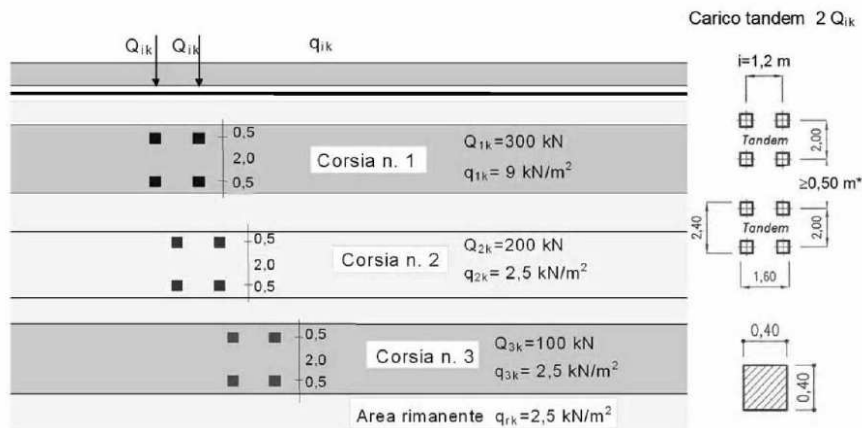 Carico tandem 2 Qik
Qik Qik qik
i=1,2 m
0,5
2,0
0,5
Corsia n. 1
Q1k=300 kN
q1k= 9 kN/m²
Tandem
2,00
≥0,50 m*
0,5
2,0
0,5
Corsia n. 2
Q2k=200 kN
q2k= 2,5 kN/m²
2,40
Tandem
2,00
1,60
0,5
2,0
0,5
Corsia n. 3
Q3k=100 kN
q3k= 2,5 kN/m²
0,40
0,40
Area rimanente qrk=2,5 kN/m²